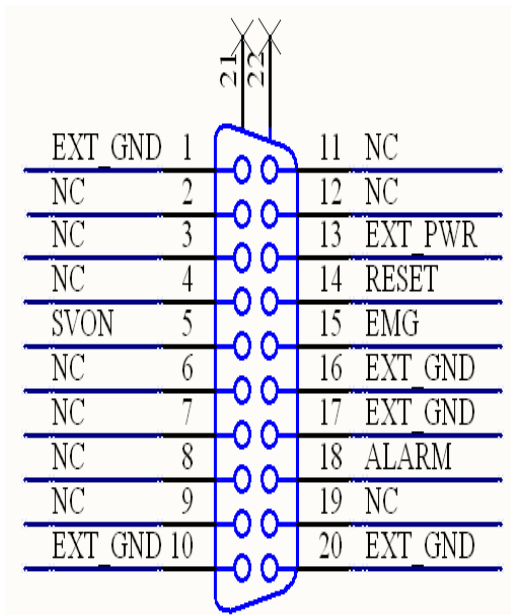 21 22
EXT_GND 1 11 NC
NC 2 12 NC
NC 3 13 EXT_PWR
NC 4 14 RESET
SVON 5 15 EMG
NC 6 16 EXT_GND
NC 7 17 EXT_GND
NC 8 18 ALARM
NC 9 19 NC
EXT_GND 10 20 EXT_GND